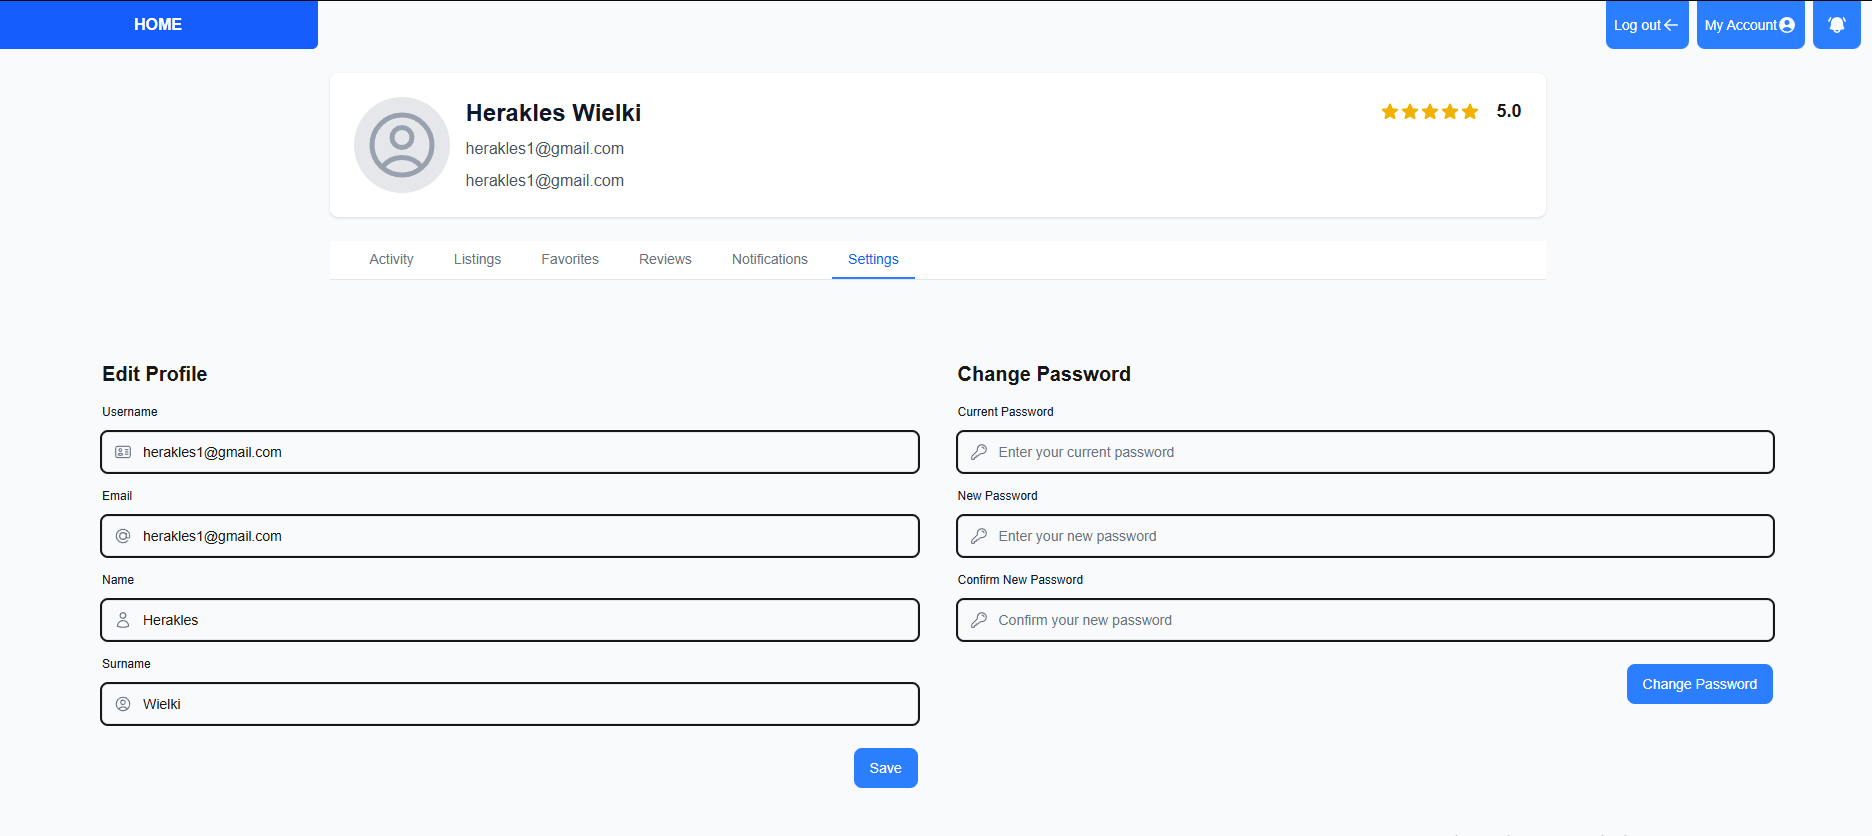 HOME
Log out
My Account
Herakles Wielki
5.0
herakles1@gmail.com
herakles1@gmail.com
Activity
Listings
Favorites
Reviews
Notifications
Settings
Edit Profile
Username
herakles1@gmail.com
Email
herakles1@gmail.com
Name
Herakles
Surname
Wielki
Save
Change Password
Current Password
Enter your current password
New Password
Enter your new password
Confirm New Password
Confirm your new password
Change Password